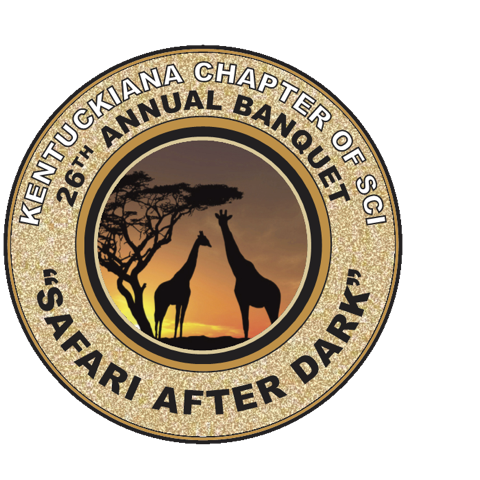 KENTUCKIANA CHAPTER OF SCI
26TH ANNUAL BANQUET
“SAFARI AFTER DARK”